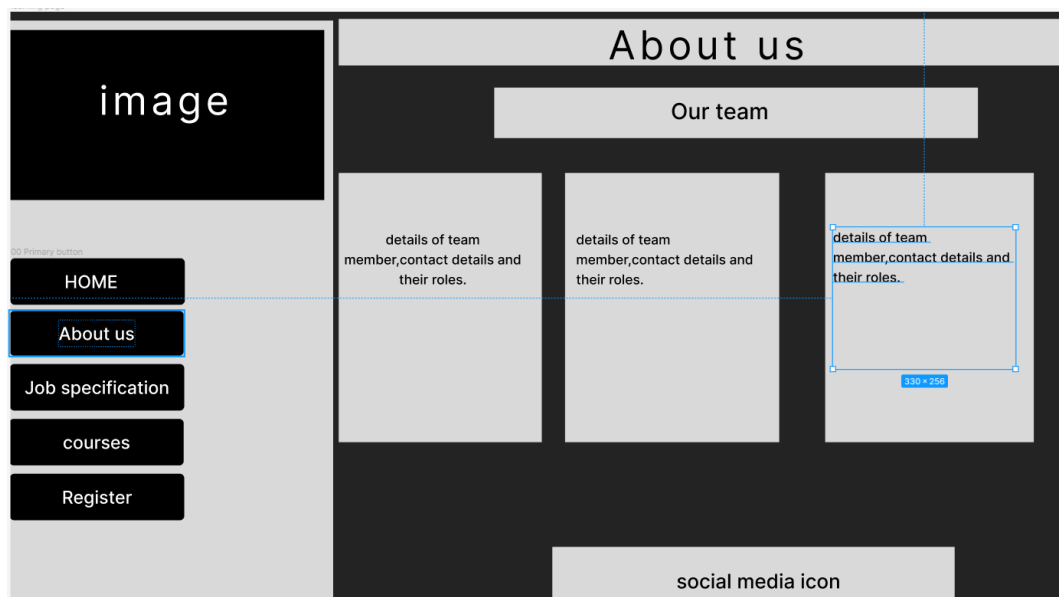 image
00 Primary button
HOME
About us
Job specification
courses
Register
About us
Our team
details of team
member,contact details and
their roles.
details of team
member,contact details and
their roles.
details of team
member,contact details and
their roles.
330 × 256
social media icon